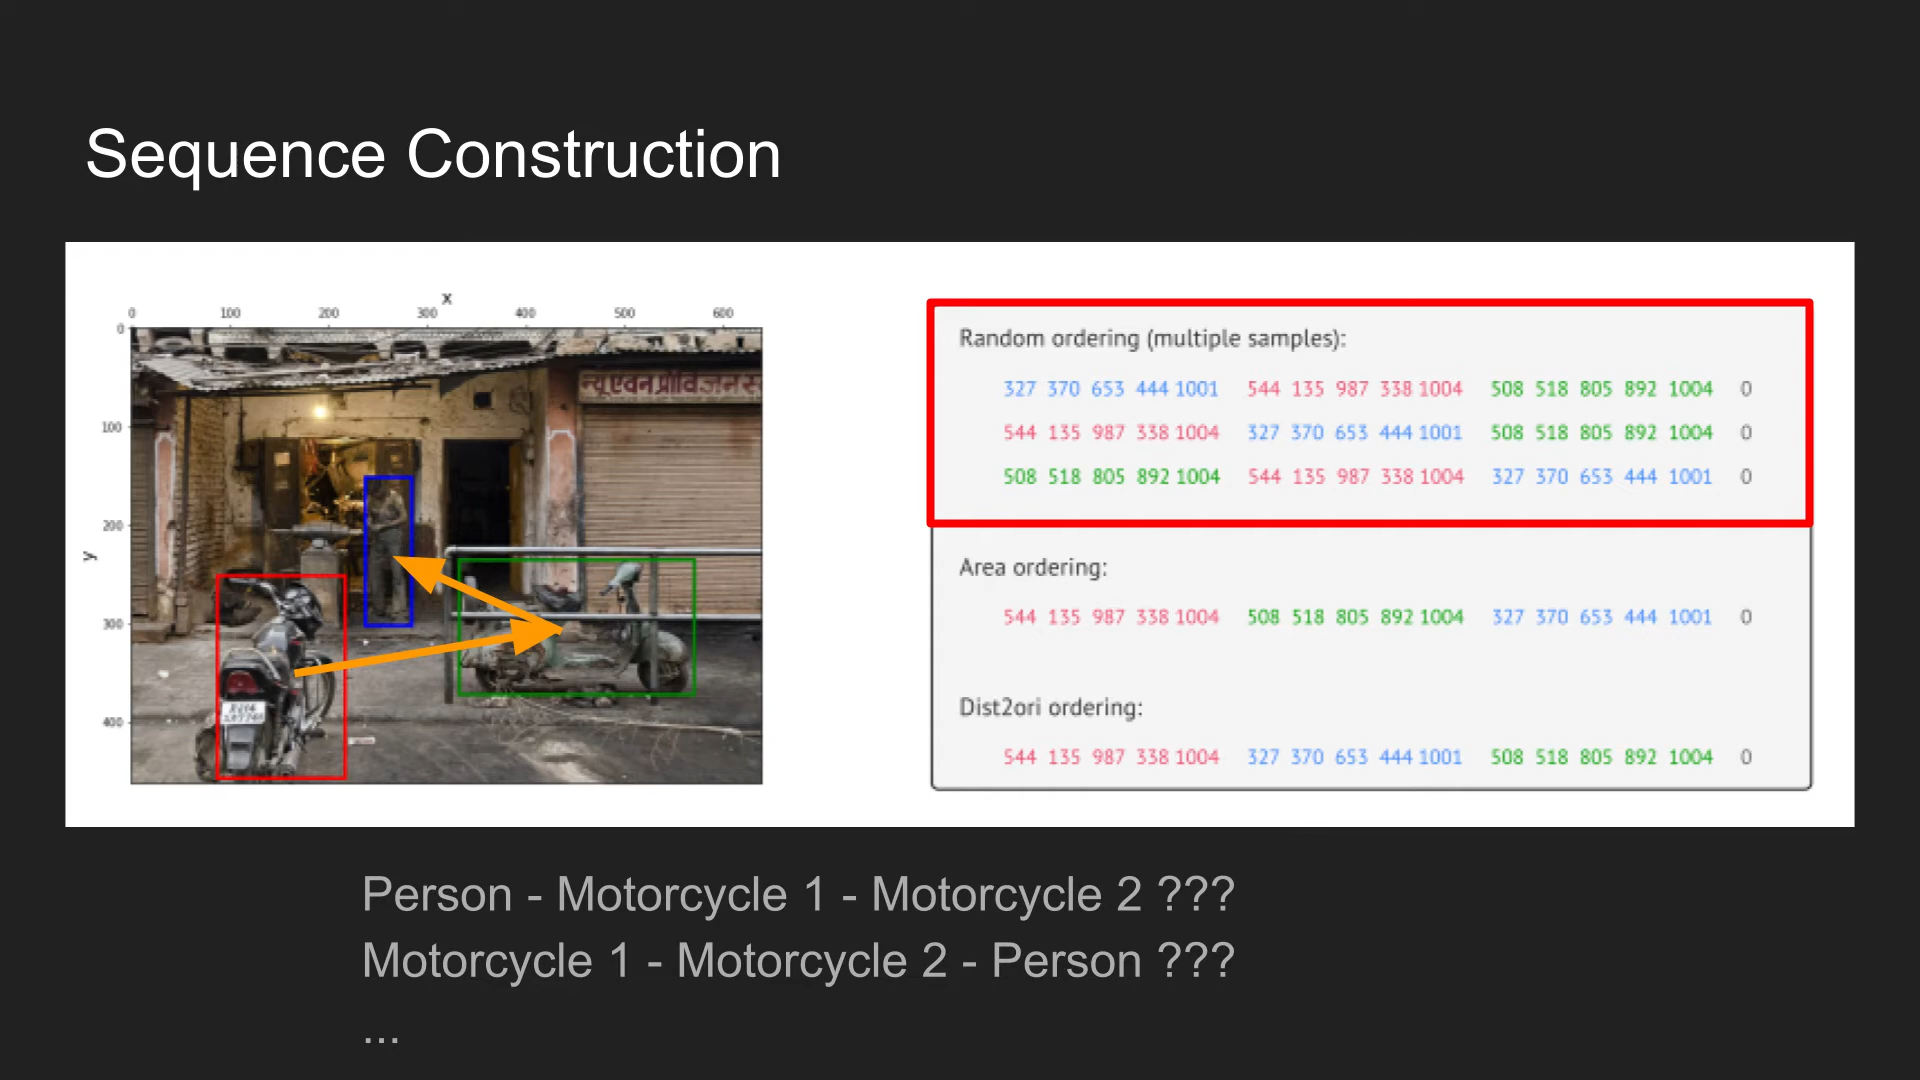 Sequence Construction
x
0 100 200 300 400 500 600
0
100
200
300
400
y
न्यू एवन प्रोविजन स्
Random ordering (multiple samples):
327 370 653 444 1001 544 135 987 338 1004 508 518 805 892 1004 0
544 135 987 338 1004 327 370 653 444 1001 508 518 805 892 1004 0
508 518 805 892 1004 544 135 987 338 1004 327 370 653 444 1001 0
Area ordering:
544 135 987 338 1004 508 518 805 892 1004 327 370 653 444 1001 0
Dist2ori ordering:
544 135 987 338 1004 327 370 653 444 1001 508 518 805 892 1004 0
Person - Motorcycle 1 - Motorcycle 2 ???
Motorcycle 1 - Motorcycle 2 - Person ???
...